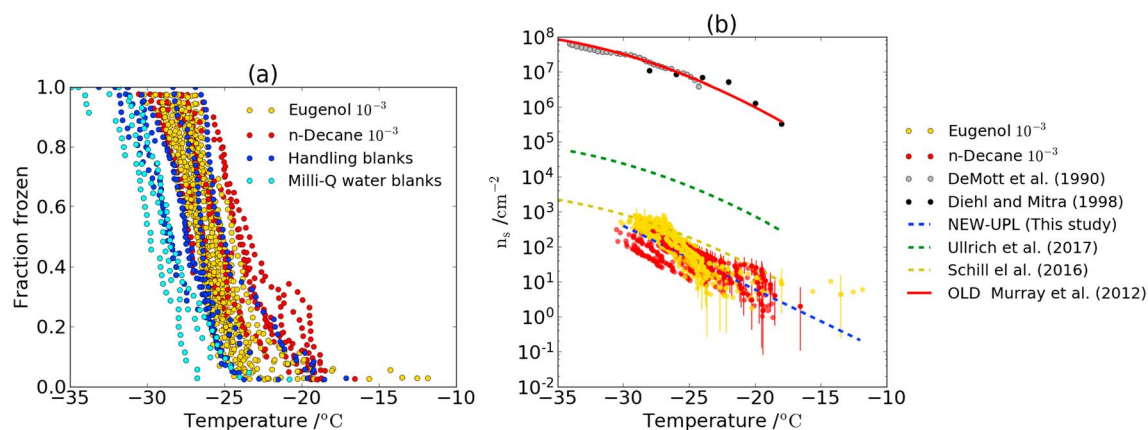 (a)
Fraction frozen
1.0
0.8
0.6
0.4
0.2
0.0
Eugenol 10⁻³
n-Decane 10⁻³
Handling blanks
Milli-Q water blanks
−35 −30 −25 −20 −15 −10
Temperature /°C
(b)
nₛ /cm⁻²
10⁸
10⁷
10⁶
10⁵
10⁴
10³
10²
10¹
10⁰
10⁻¹
10⁻²
−35 −30 −25 −20 −15 −10
Temperature /°C
Eugenol 10⁻³
n-Decane 10⁻³
DeMott et al. (1990)
Diehl and Mitra (1998)
NEW-UPL (This study)
Ullrich et al. (2017)
Schill el al. (2016)
OLD Murray et al. (2012)